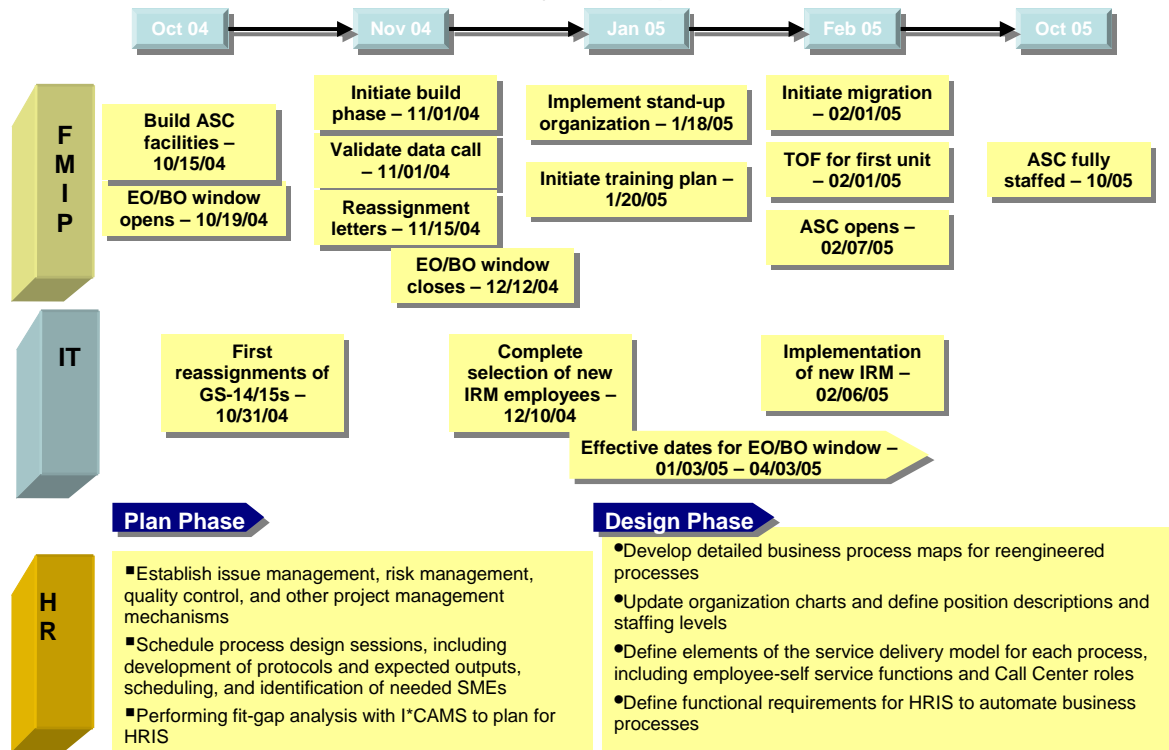 Oct 04
Nov 04
Jan 05
Feb 05
Oct 05
F
M
I
P
Build ASC
facilities –
10/15/04
EO/BO window
opens – 10/19/04
Initiate build
phase – 11/01/04
Validate data call
– 11/01/04
Reassignment
letters – 11/15/04
EO/BO window
closes – 12/12/04
Implement stand-up
organization – 1/18/05
Initiate training plan –
1/20/05
Initiate migration
– 02/01/05
TOF for first unit
– 02/01/05
ASC opens –
02/07/05
ASC fully
staffed – 10/05
IT
First
reassignments of
GS-14/15s –
10/31/04
Complete
selection of new
IRM employees –
12/10/04
Implementation
of new IRM –
02/06/05
Effective dates for EO/BO window –
01/03/05 – 04/03/05
H
R
Plan Phase
▪Establish issue management, risk management,
quality control, and other project management
mechanisms
▪Schedule process design sessions, including
development of protocols and expected outputs,
scheduling, and identification of needed SMEs
▪Performing fit-gap analysis with I*CAMS to plan for
HRIS
Design Phase
•Develop detailed business process maps for reengineered
processes
•Update organization charts and define position descriptions and
staffing levels
•Define elements of the service delivery model for each process,
including employee-self service functions and Call Center roles
•Define functional requirements for HRIS to automate business
processes